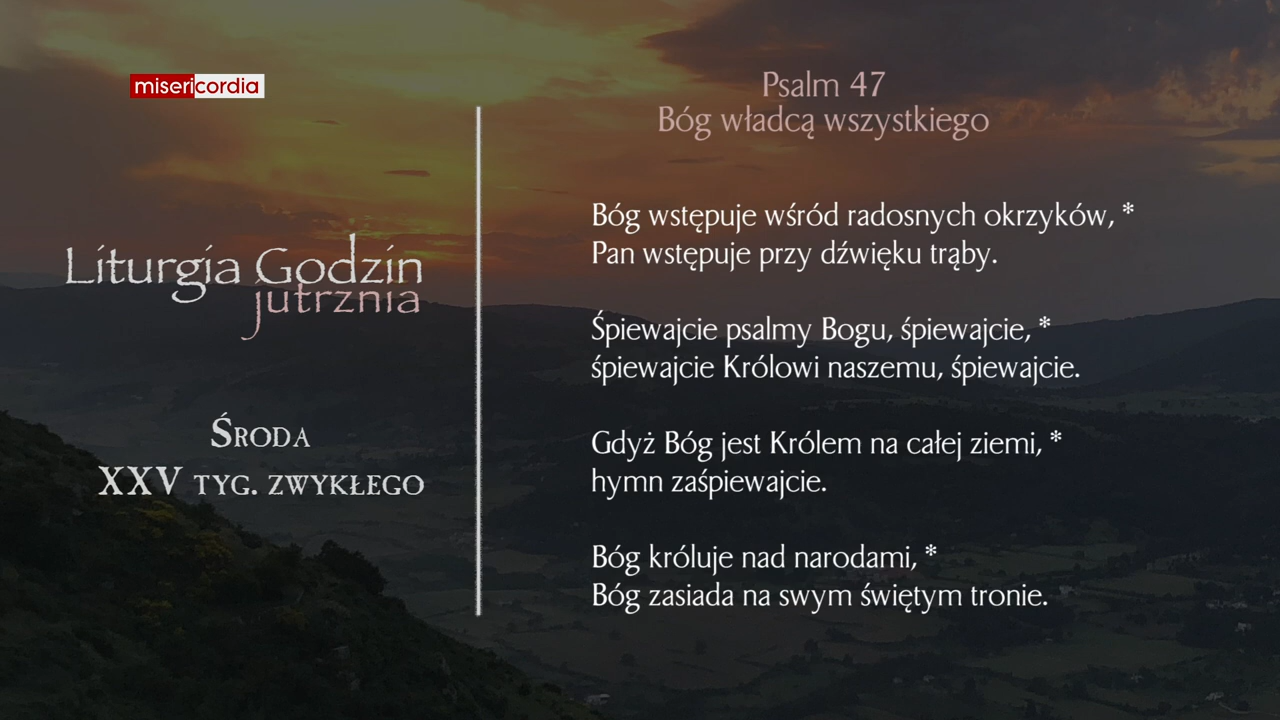 misericordia
Liturgia Godzin
jutrznia
Środa
XXV tyg. zwykłego
Psalm 47
Bóg władcą wszystkiego
Bóg wstępuje wśród radosnych okrzyków, *
Pan wstępuje przy dźwięku trąby.
Śpiewajcie psalmy Bogu, śpiewajcie, *
śpiewajcie Królowi naszemu, śpiewajcie.
Gdyż Bóg jest Królem na całej ziemi, *
hymn zaśpiewajcie.
Bóg króluje nad narodami, *
Bóg zasiada na swym świętym tronie.